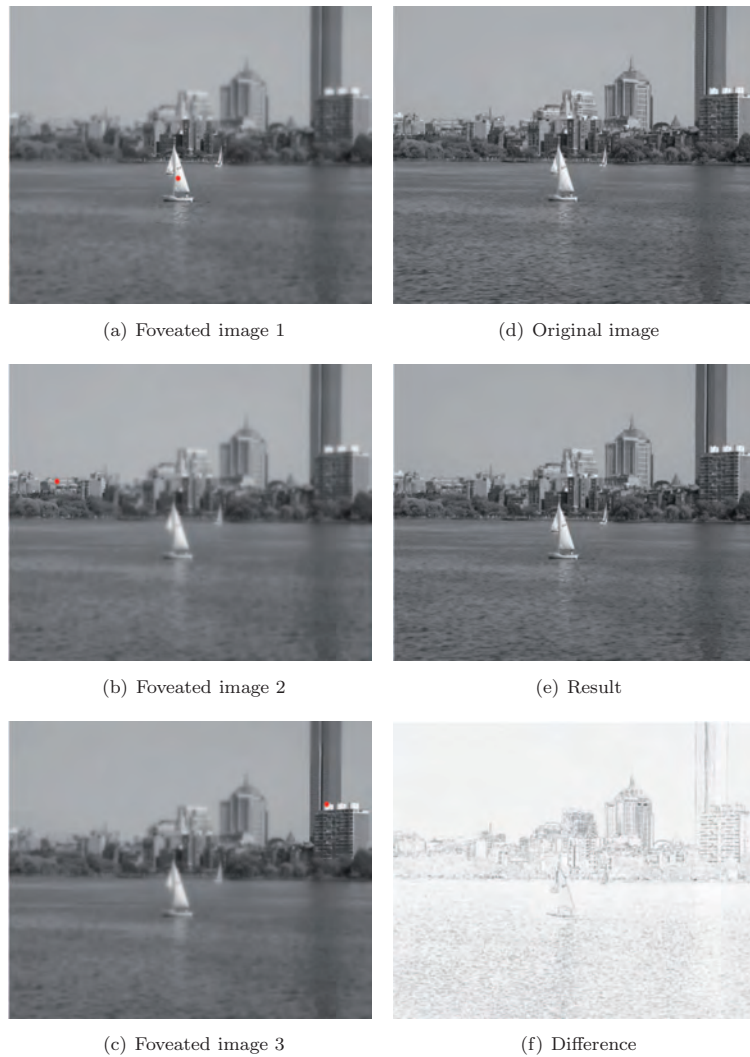 (a) Foveated image 1
(d) Original image
(b) Foveated image 2
(e) Result
(c) Foveated image 3
(f) Difference